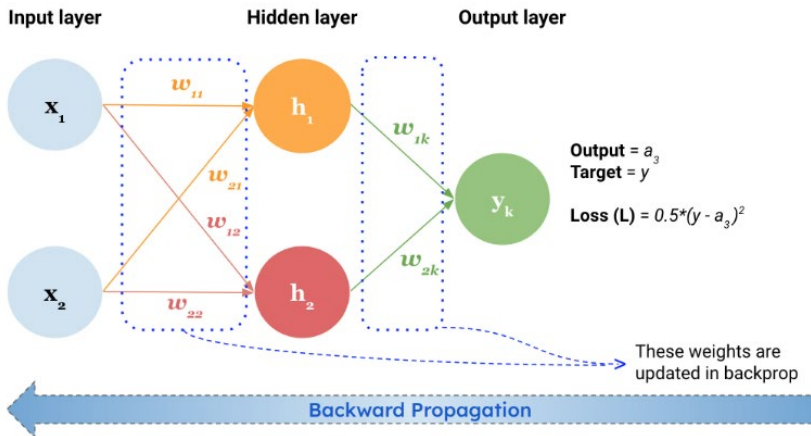 Input layer
Hidden layer
Output layer
x₁
w₁₁
h₁
w₁ₖ
w₂₁
Output = a₃
Target = y
yₖ
Loss (L) = 0.5*(y - a₃)²
w₁₂
w₂ₖ
x₂
w₂₂
h₂
These weights are
updated in backprop
Backward Propagation